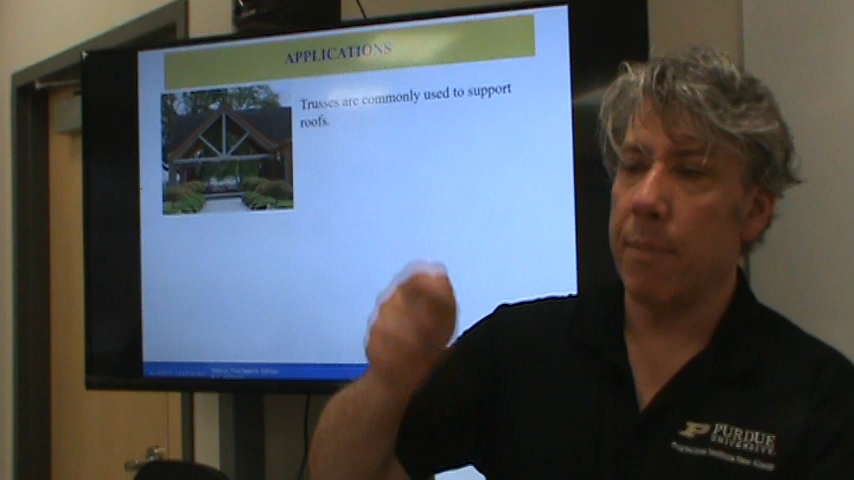 APPLICATIONS
Trusses are commonly used to support
roofs.
PURDUE
UNIVERSITY